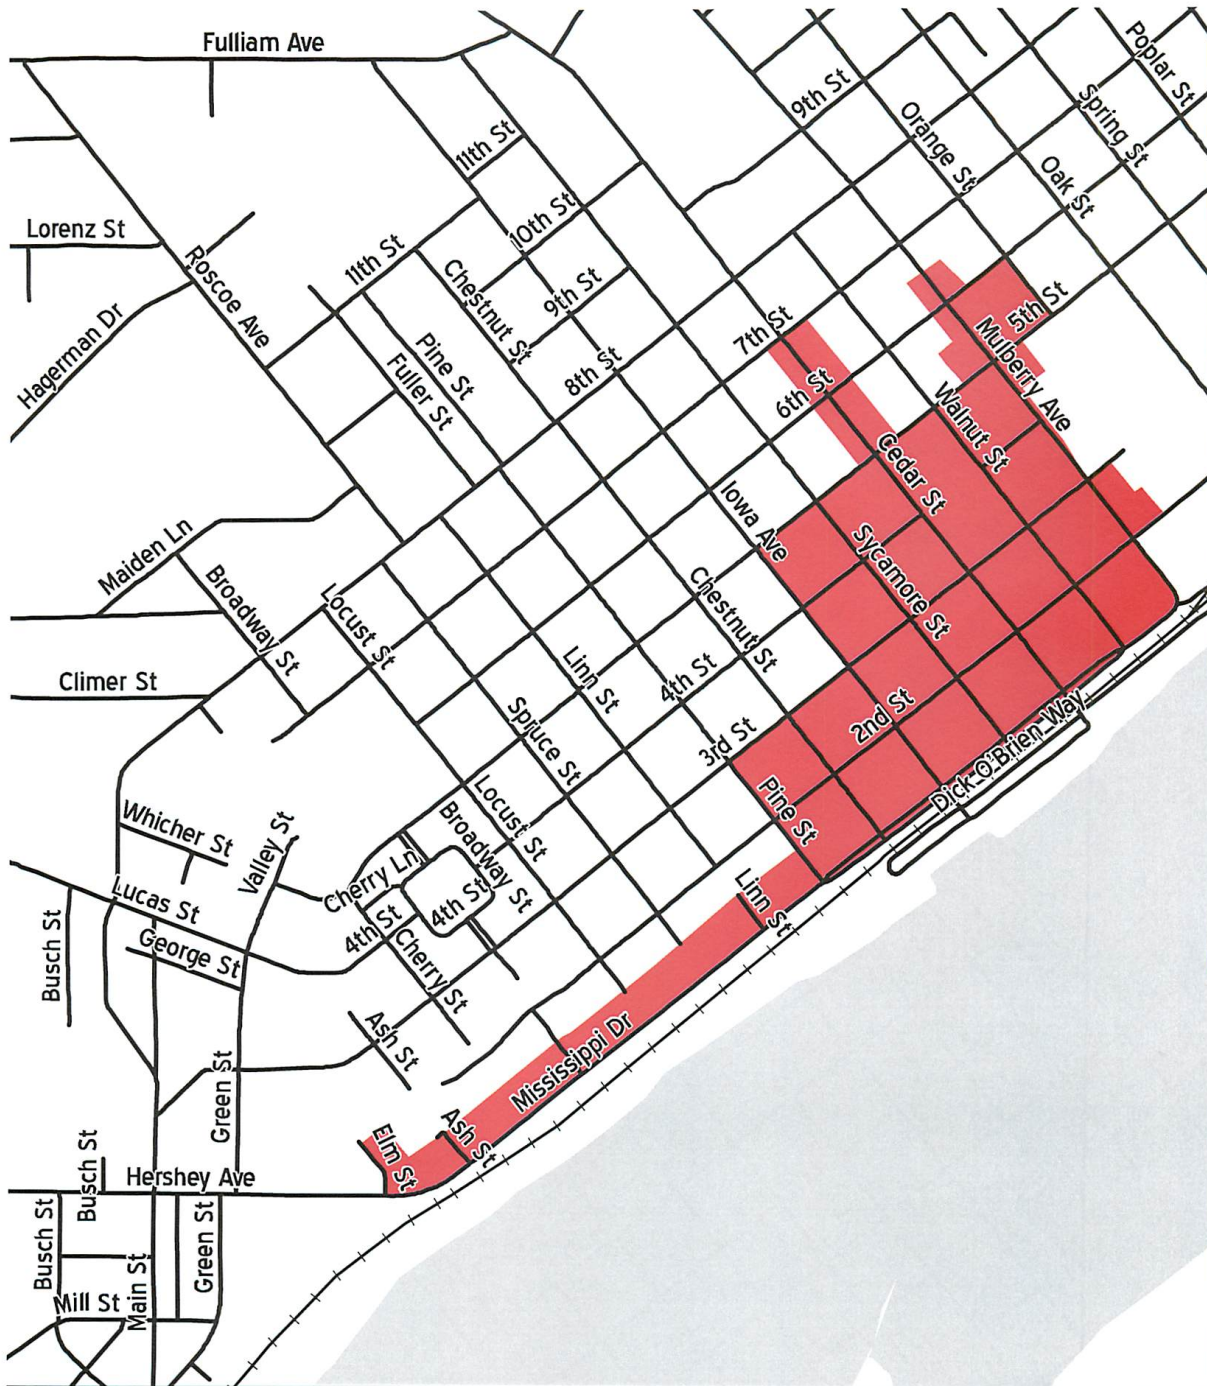 Fulliam Ave
Poplar St
9th St
Spring St
Orange St
11th St
Oak St
10th St
Lorenz St
11th St
Roscoe Ave
Chestnut St
9th St
5th St
Hagerman Dr
7th St
Mulberry Ave
Pine St
8th St
Fuller St
6th St
Walnut St
Cedar St
Iowa Ave
Maiden Ln
Sycamore St
Broadway St
Locust St
Chestnut St
Climer St
Linn St
4th St
Spruce St
2nd St
3rd St
Dick O'Brien Way
Whicher St
Valley St
Locust St
Pine St
Broadway St
Cherry Ln
Lucas St
4th St
Linn St
4th St
George St
Busch St
Cherry St
Ash St
Mississippi Dr
Green St
Elm St
Ash St
Busch St
Hershey Ave
Busch St
Green St
Main St
Mill St